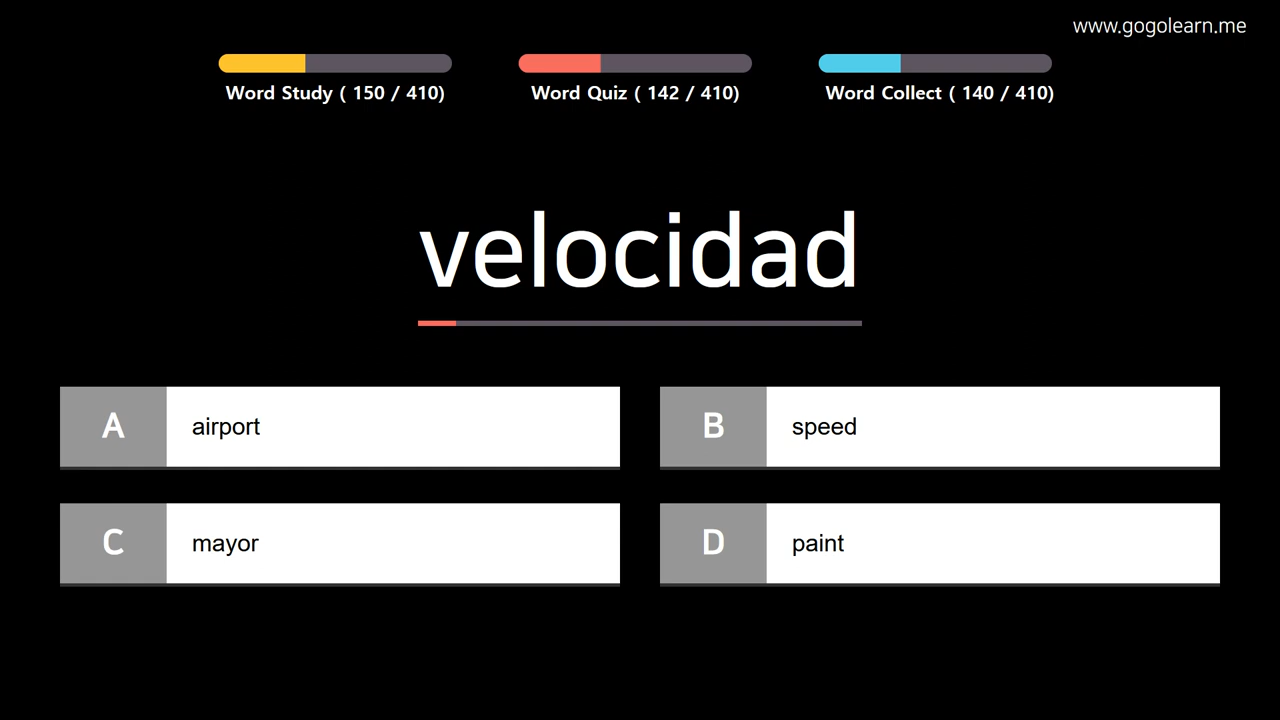 www.gogolearn.me
Word Study ( 150 / 410)
Word Quiz ( 142 / 410)
Word Collect ( 140 / 410)
velocidad
A airport
B speed
C mayor
D paint